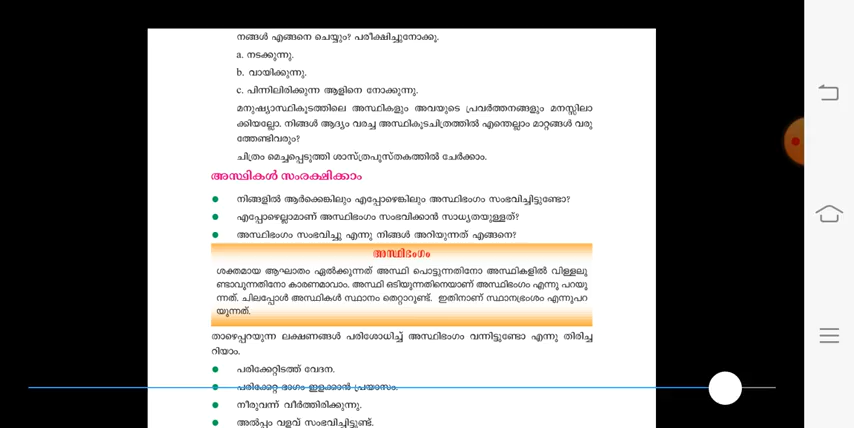 നിങ്ങൾ എങ്ങനെ ചെയ്യും? പരീക്ഷിച്ചുനോക്കൂ.
a. നടക്കുന്നു.
b. വായിക്കുന്നു.
c. പിന്നിലിരിക്കുന്ന ആളിനെ നോക്കുന്നു.
മനുഷ്യാസ്ഥികൂടത്തിലെ അസ്ഥികളും അവയുടെ പ്രവർത്തനങ്ങളും മനസ്സിലാ
ക്കിയല്ലോ. നിങ്ങൾ ആദ്യം വരച്ച അസ്ഥികൂടചിത്രത്തിൽ എന്തെല്ലാം മാറ്റങ്ങൾ വരു
ത്തേണ്ടിവരും?
ചിത്രം മെച്ചപ്പെടുത്തി ശാസ്ത്രപുസ്തകത്തിൽ ചേർക്കാം.
അസ്ഥികൾ സംരക്ഷിക്കാം
നിങ്ങളിൽ ആർക്കെങ്കിലും എപ്പോഴെങ്കിലും അസ്ഥിഭംഗം സംഭവിച്ചിട്ടുണ്ടോ?
എപ്പോഴെല്ലാമാണ് അസ്ഥിഭംഗം സംഭവിക്കാൻ സാധ്യതയുള്ളത്?
അസ്ഥിഭംഗം സംഭവിച്ചു എന്നു നിങ്ങൾ അറിയുന്നത് എങ്ങനെ?
അസ്ഥിഭംഗം
ശക്തമായ ആഘാതം ഏൽക്കുന്നത് അസ്ഥി പൊട്ടുന്നതിനോ അസ്ഥികളിൽ വിള്ളലു
ണ്ടാവുന്നതിനോ കാരണമാവാം. അസ്ഥി ഒടിയുന്നതിനെയാണ് അസ്ഥിഭംഗം എന്നു പറയു
ന്നത്. ചിലപ്പോൾ അസ്ഥികൾ സ്ഥാനം തെറ്റാറുണ്ട്. ഇതിനാണ് സ്ഥാനഭ്രംശം എന്നുപറ
യുന്നത്.
താഴെപ്പറയുന്ന ലക്ഷണങ്ങൾ പരിശോധിച്ച് അസ്ഥിഭംഗം വന്നിട്ടുണ്ടോ എന്നു തിരിച്ച
റിയാം.
പരിക്കേറ്റിടത്ത് വേദന.
പരിക്കേറ്റ ഭാഗം ഇളക്കാൻ പ്രയാസം.
നീരുവന്ന് വീർത്തിരിക്കുന്നു.
അൽപ്പം വളവ് സംഭവിച്ചിട്ടുണ്ട്.